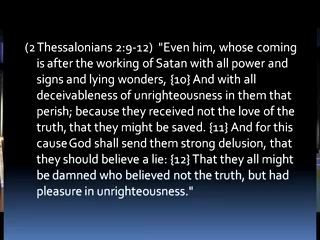 (2 Thessalonians 2:9-12)  "Even him, whose coming
is after the working of Satan with all power and
signs and lying wonders, {10} And with all
deceivableness of unrighteousness in them that
perish; because they received not the love of the
truth, that they might be saved. {11} And for this
cause God shall send them strong delusion, that
they should believe a lie: {12} That they all might
be damned who believed not the truth, but had
pleasure in unrighteousness."